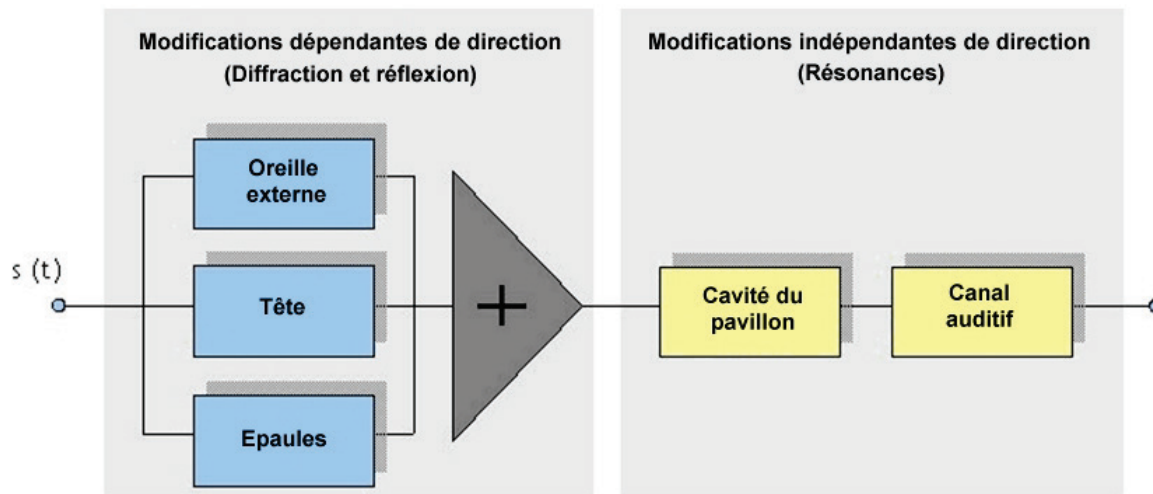 Modifications dépendantes de direction
(Diffraction et réflexion)
Modifications indépendantes de direction
(Résonances)
Oreille
externe
s (t)
Tête
+
Cavité du
pavillon
Canal
auditif
Epaules